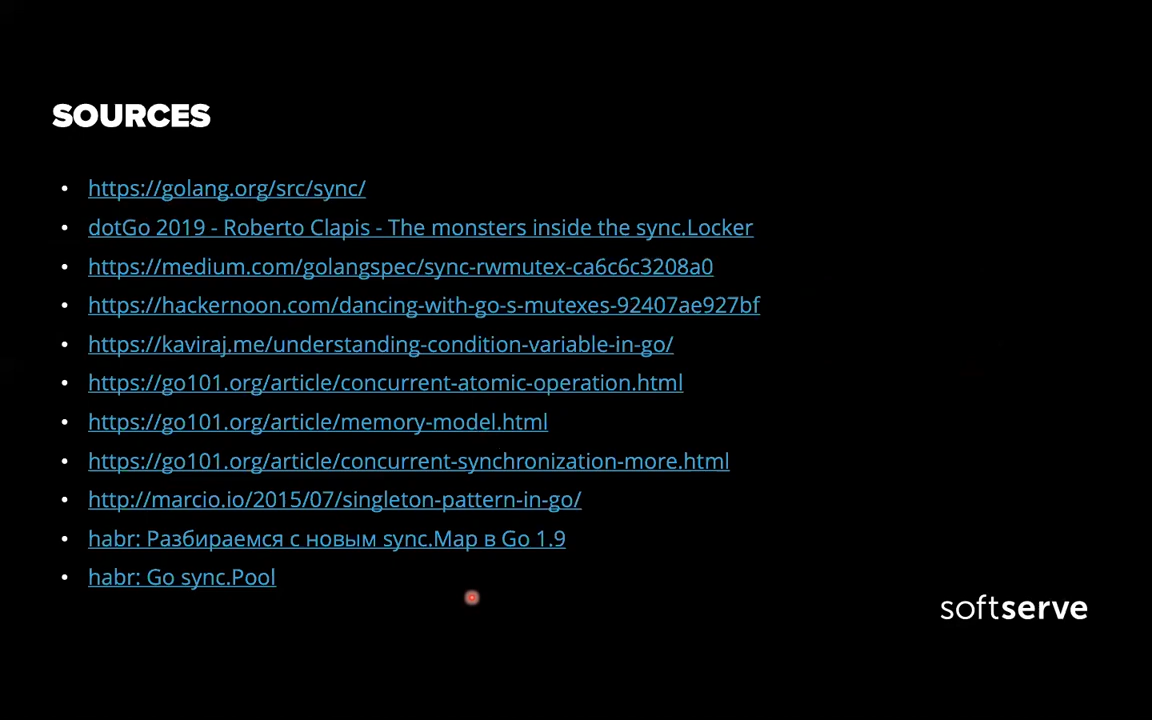 SOURCES
• https://golang.org/src/sync/
• dotGo 2019 - Roberto Clapis - The monsters inside the sync.Locker
• https://medium.com/golangspec/sync-rwmutex-ca6c6c3208a0
• https://hackernoon.com/dancing-with-go-s-mutexes-92407ae927bf
• https://kaviraj.me/understanding-condition-variable-in-go/
• https://go101.org/article/concurrent-atomic-operation.html
• https://go101.org/article/memory-model.html
• https://go101.org/article/concurrent-synchronization-more.html
• http://marcio.io/2015/07/singleton-pattern-in-go/
• habr: Разбираемся с новым sync.Map в Go 1.9
• habr: Go sync.Pool
softserve